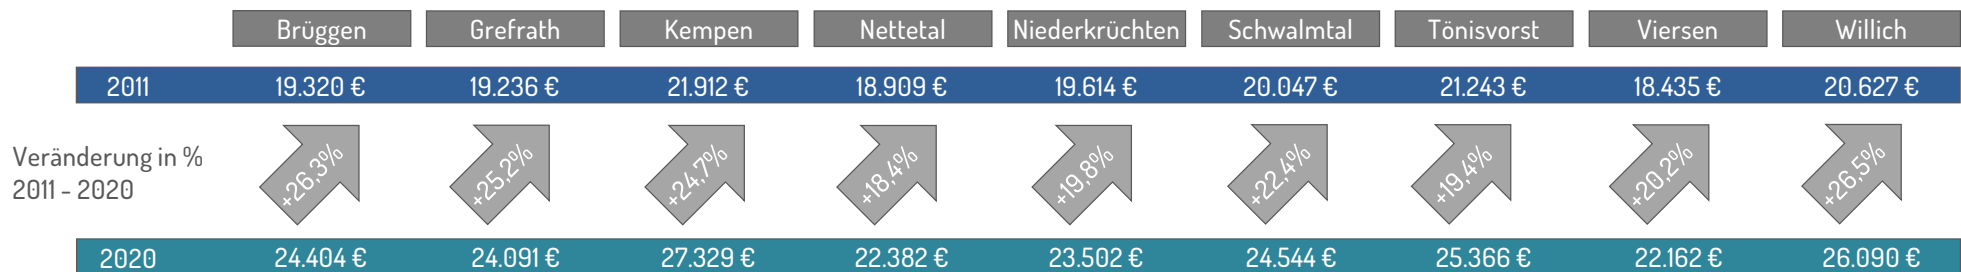 Brüggen Grefrath Kempen Nettetal Niederkrüchten Schwalmtal Tönisvorst Viersen Willich
2011 19.320 € 19.236 € 21.912 € 18.909 € 19.614 € 20.047 € 21.243 € 18.435 € 20.627 €
Veränderung in %
2011 - 2020
+26,3% +25,2% +24,7% +18,4% +19,8% +22,4% +19,4% +20,2% +26,5%
2020 24.404 € 24.091 € 27.329 € 22.382 € 23.502 € 24.544 € 25.366 € 22.162 € 26.090 €